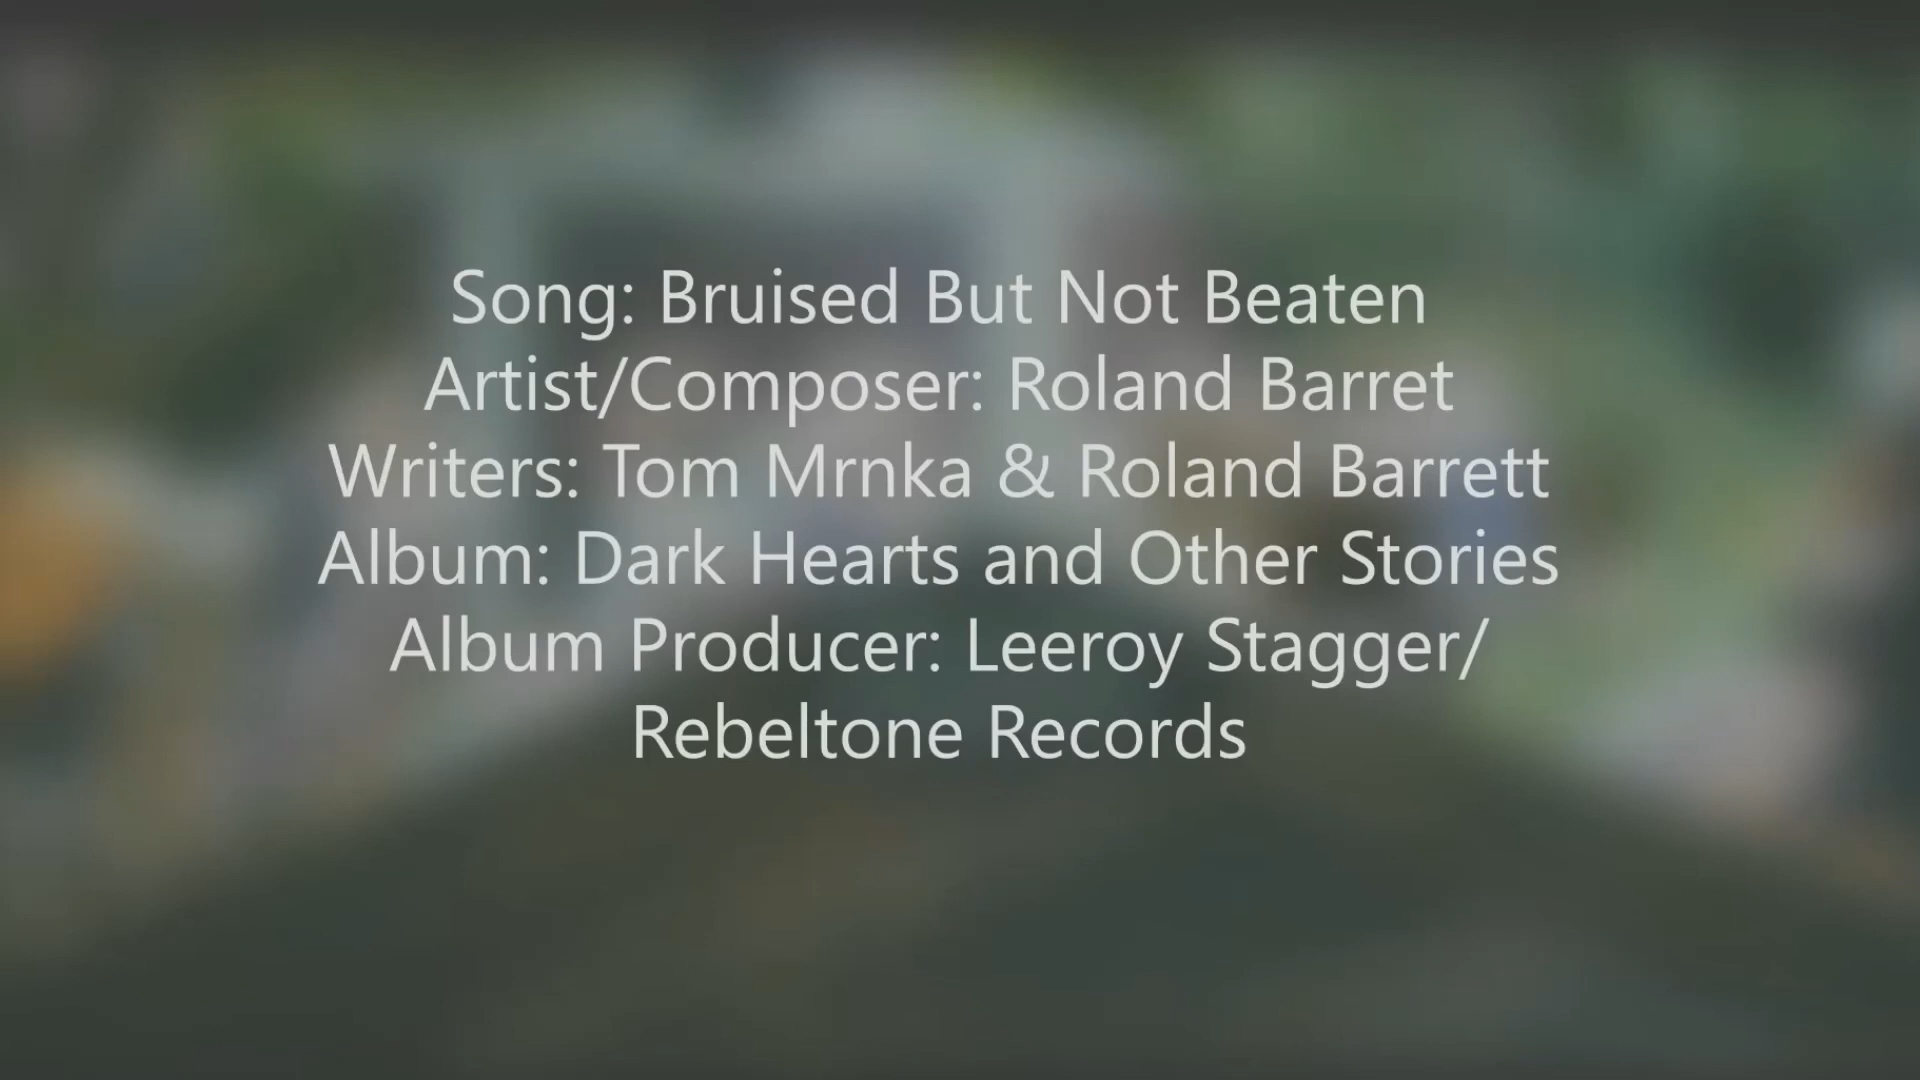 Song: Bruised But Not Beaten
Artist/Composer: Roland Barret
Writers: Tom Mrnka & Roland Barrett
Album: Dark Hearts and Other Stories
Album Producer: Leeroy Stagger/
Rebeltone Records